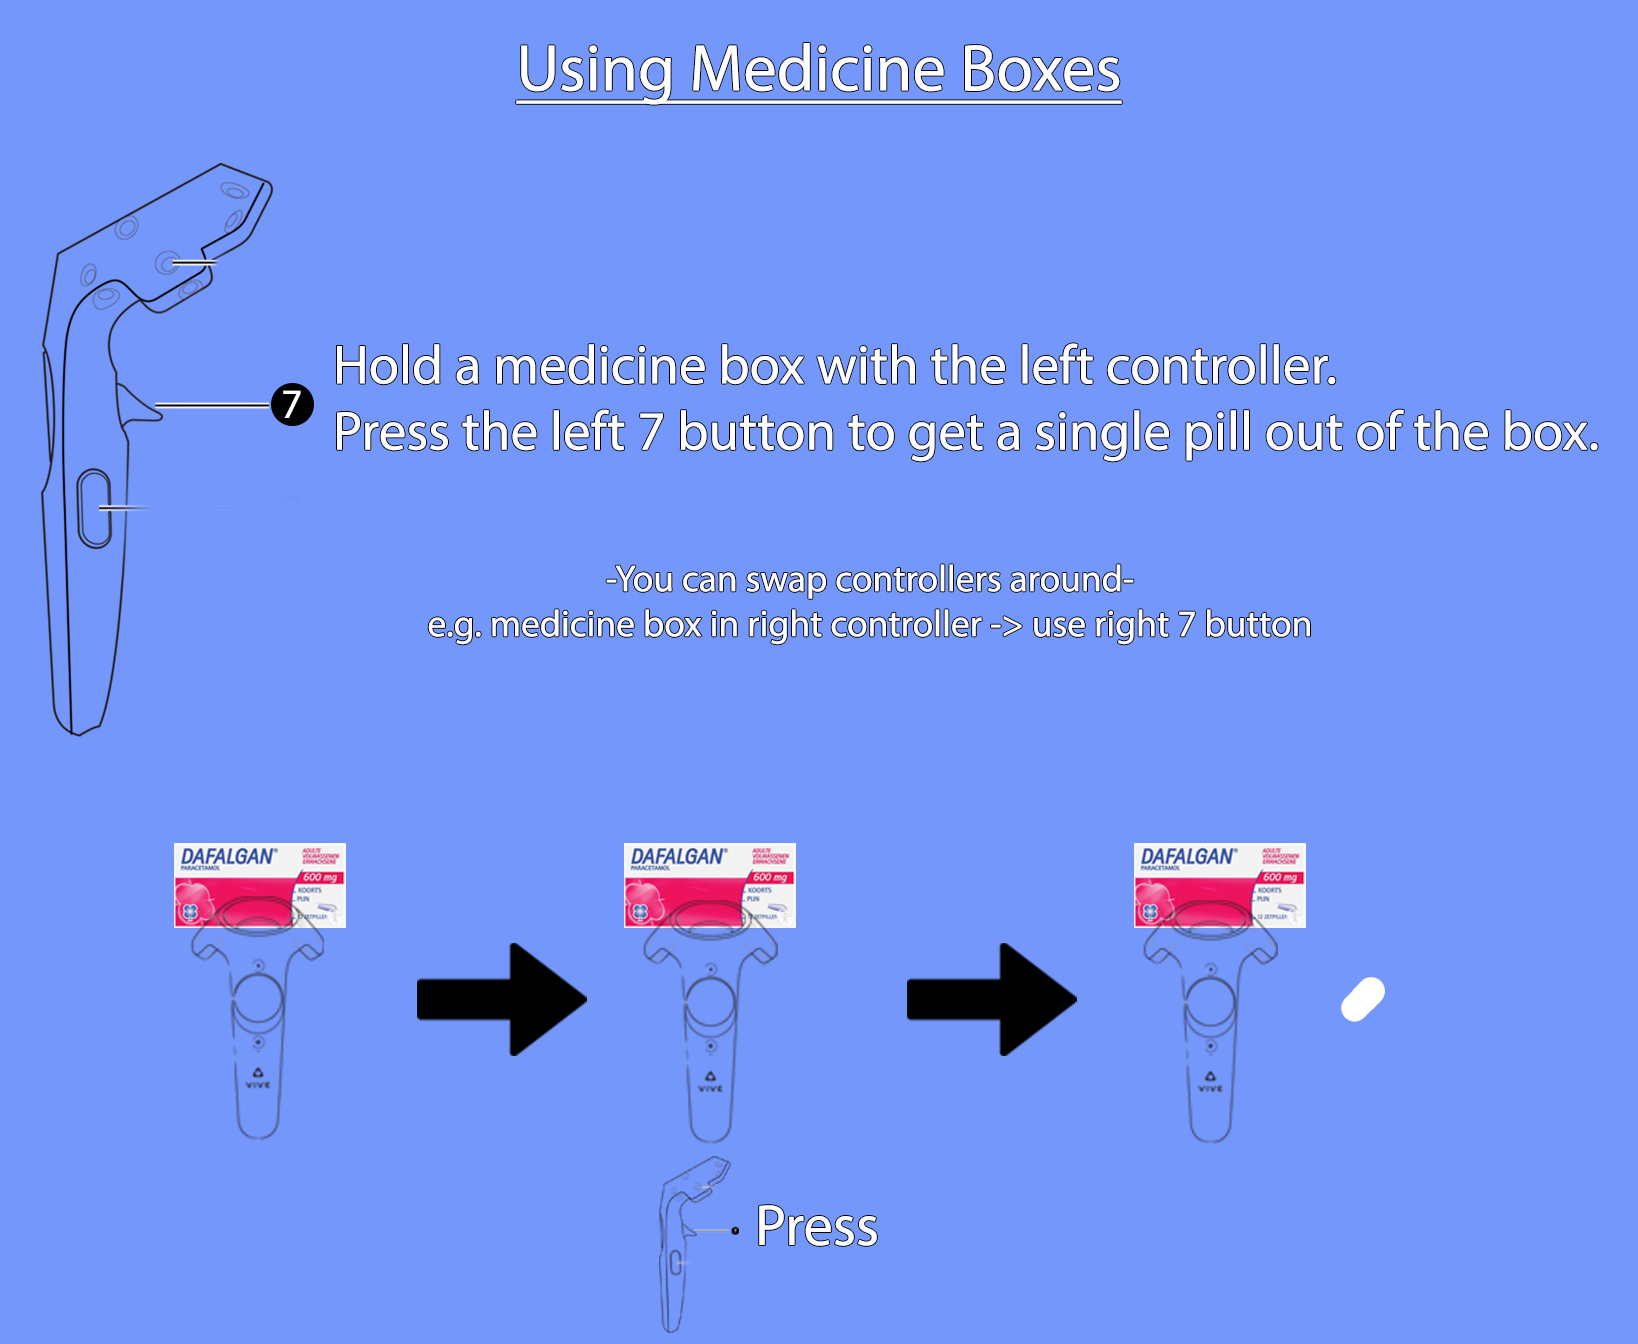 Using Medicine Boxes
7
Hold a medicine box with the left controller.
Press the left 7 button to get a single pill out of the box.
-You can swap controllers around-
e.g. medicine box in right controller -> use right 7 button
DAFALGAN®
PARACETAMOL
ADULTE
VOLWASSENEN
ERWACHSENE
600 mg
KOORTS
PIJN
12 ZETPILLEN
VIVE
DAFALGAN®
PARACETAMOL
ADULTE
VOLWASSENEN
ERWACHSENE
600 mg
KOORTS
PIJN
12 ZETPILLEN
VIVE
DAFALGAN®
PARACETAMOL
ADULTE
VOLWASSENEN
ERWACHSENE
600 mg
KOORTS
PIJN
12 ZETPILLEN
VIVE
Press